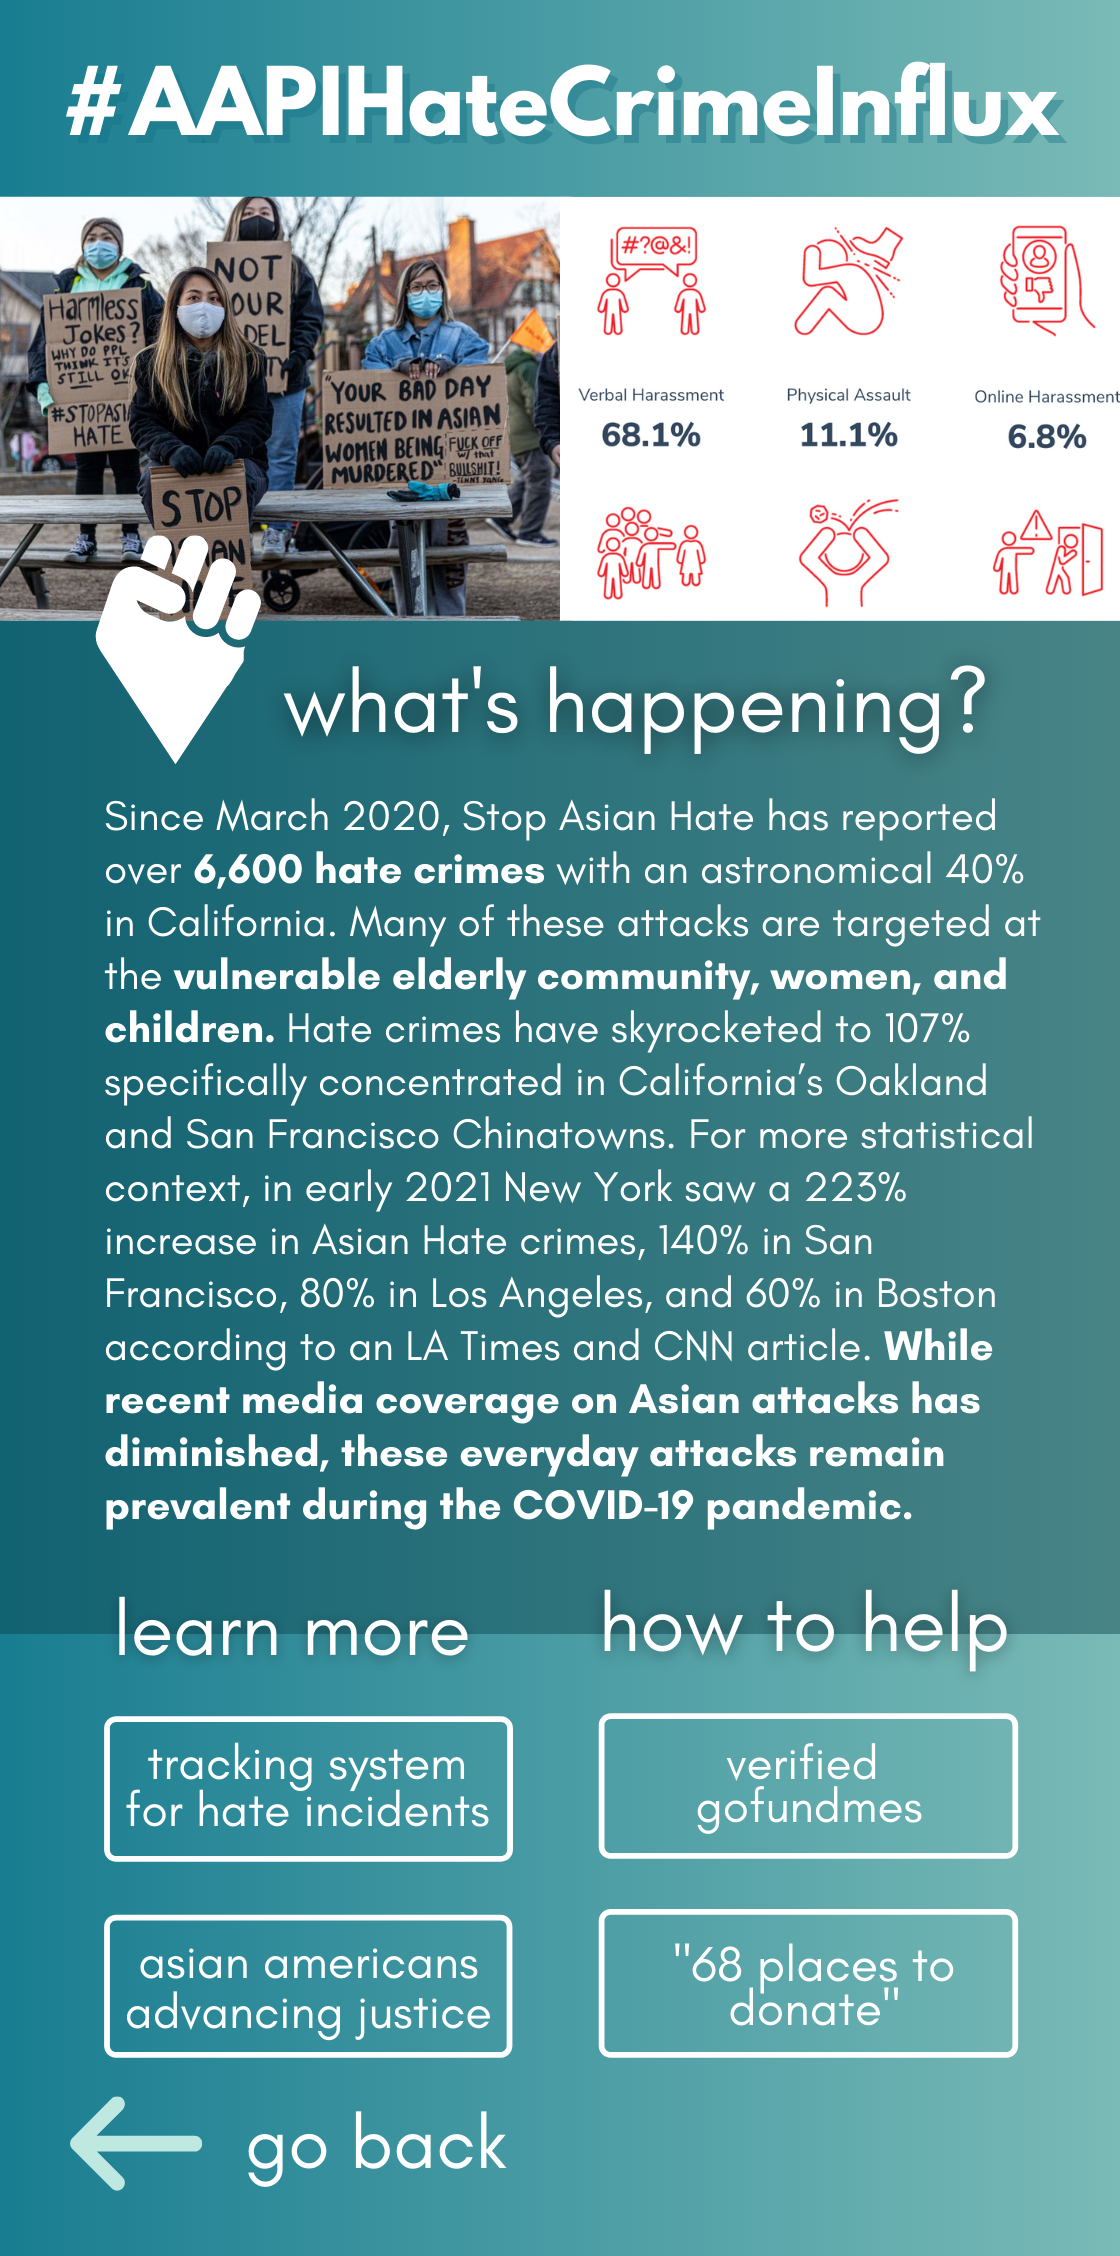 #AAPIHateCrimeInflux
Harmless
Jokes?
WHY DO PPL
THINK IT'S
STILL OK
#STOPASI
HATE
NOT
OUR
DEL
"YOUR BAD DAY
RESULTED IN ASIAN
WOMEN BEING
MURDERED"
FUCK OFF
w/ that
BULLSHIT!
STOP
#?@&!
Verbal Harassment
68.1%
Physical Assault
11.1%
Online Harassment
6.8%
what's happening?
Since March 2020, Stop Asian Hate has reported
over 6,600 hate crimes with an astronomical 40%
in California. Many of these attacks are targeted at
the vulnerable elderly community, women, and
children. Hate crimes have skyrocketed to 107%
specifically concentrated in California’s Oakland
and San Francisco Chinatowns. For more statistical
context, in early 2021 New York saw a 223%
increase in Asian Hate crimes, 140% in San
Francisco, 80% in Los Angeles, and 60% in Boston
according to an LA Times and CNN article. While
recent media coverage on Asian attacks has
diminished, these everyday attacks remain
prevalent during the COVID-19 pandemic.
learn more
how to help
tracking system
for hate incidents
verified
gofundmes
asian americans
advancing justice
"68 places to
donate"
go back